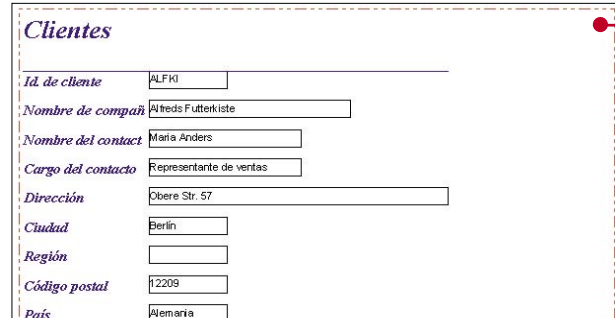 Clientes
Id. de cliente ALFKI
Nombre de compañ Alfreds Futterkiste
Nombre del contact Maria Anders
Cargo del contacto Representante de ventas
Dirección Obere Str. 57
Ciudad Berlín
Región
Código postal 12209
País Alemania